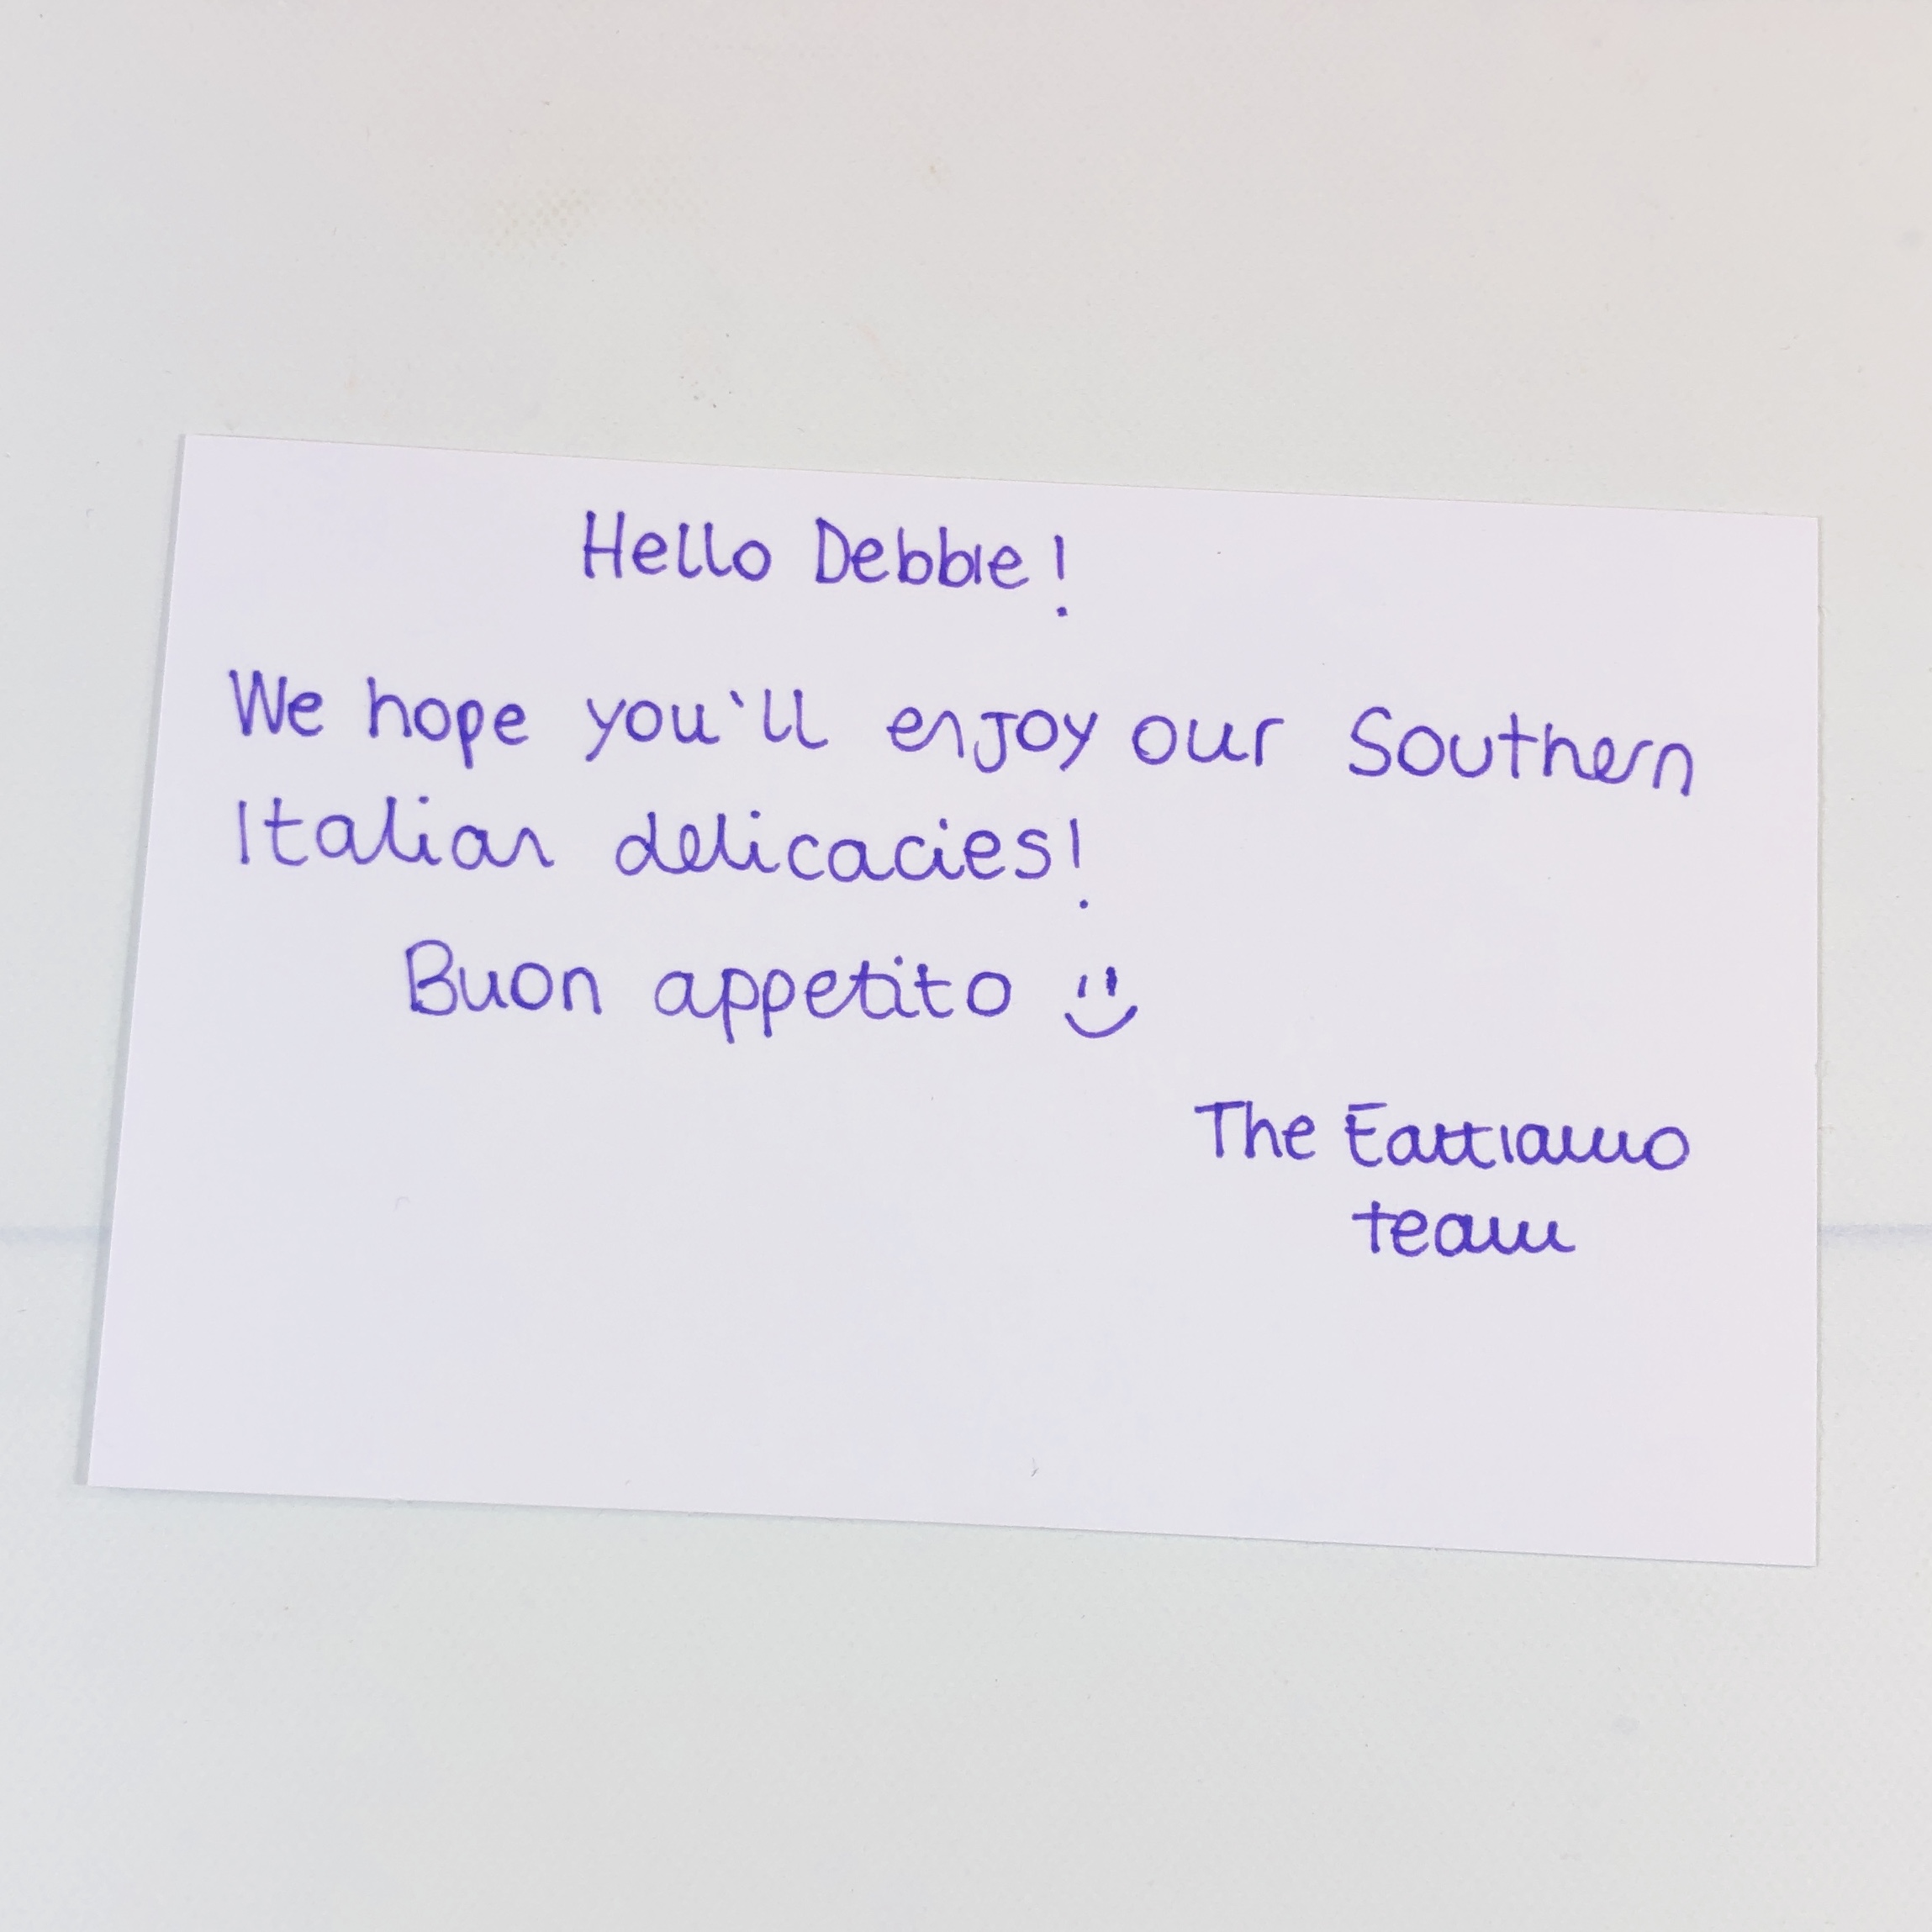 Hello Debbie!
We hope you'll enjoy our Southern
Italian delicacies!
Buon appetito
The Eattiamo
team